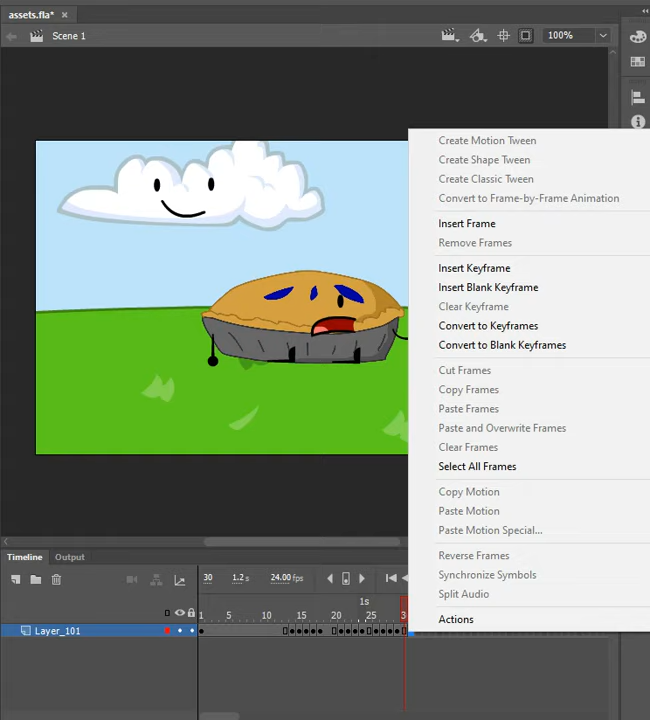 assets.fla*
Scene 1
100%
Create Motion Tween
Create Shape Tween
Create Classic Tween
Convert to Frame-by-Frame Animation
Insert Frame
Remove Frames
Insert Keyframe
Insert Blank Keyframe
Clear Keyframe
Convert to Keyframes
Convert to Blank Keyframes
Cut Frames
Copy Frames
Paste Frames
Paste and Overwrite Frames
Clear Frames
Select All Frames
Copy Motion
Paste Motion
Paste Motion Special...
Reverse Frames
Synchronize Symbols
Split Audio
Actions
Timeline Output
30 1.2 s 24.00 fps
1s
1 5 10 15 20 25
Layer_101